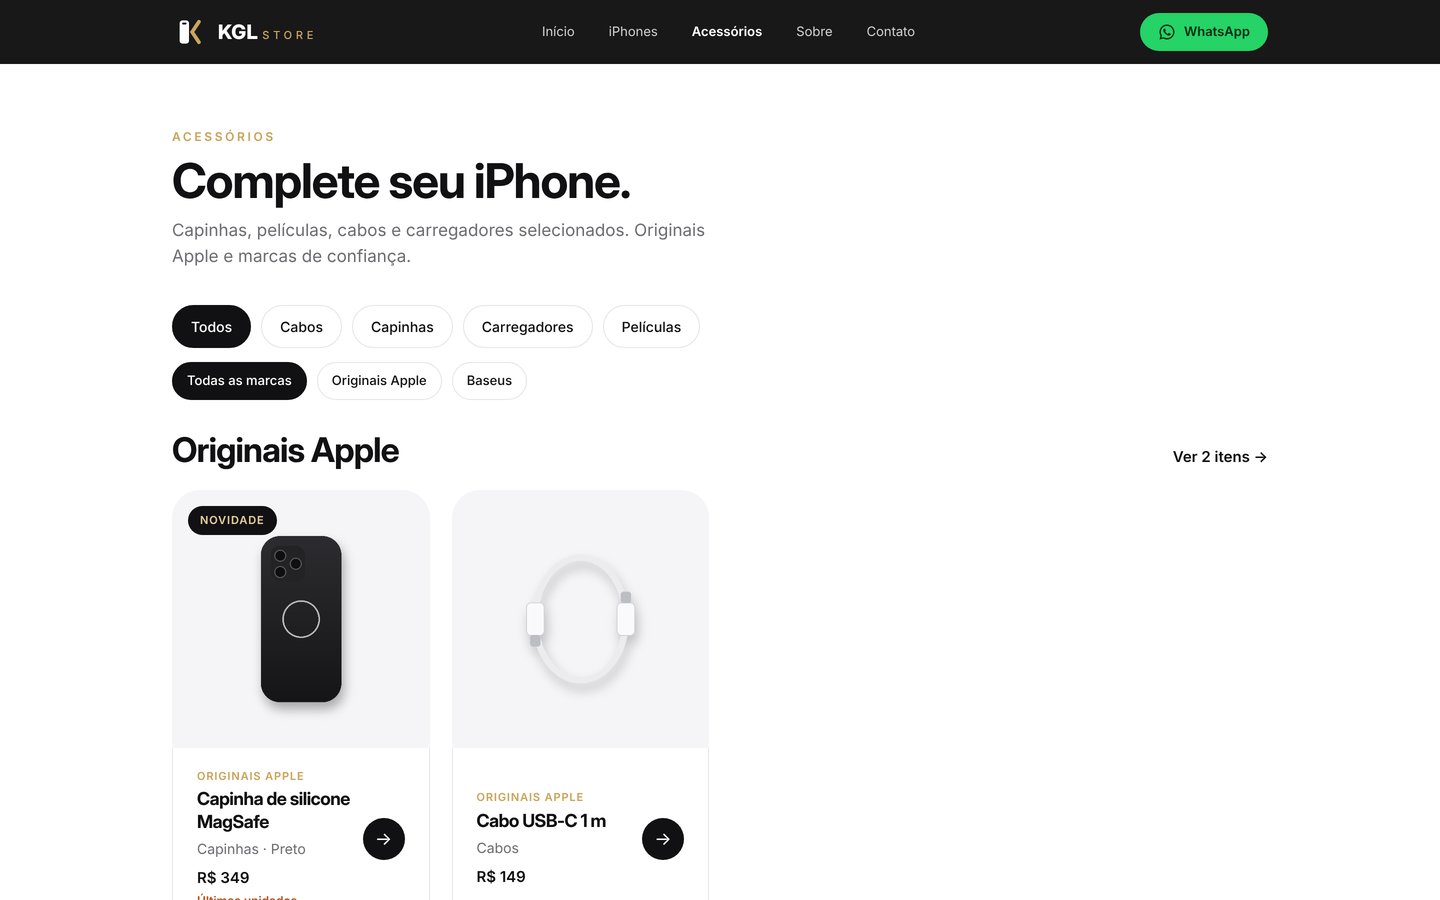 KGL STORE
Início
iPhones
Acessórios
Sobre
Contato
WhatsApp
ACESSÓRIOS
Complete seu iPhone.
Capinhas, películas, cabos e carregadores selecionados. Originais
Apple e marcas de confiança.
Todos
Cabos
Capinhas
Carregadores
Películas
Todas as marcas
Originais Apple
Baseus
Originais Apple
Ver 2 itens →
NOVIDADE
ORIGINAIS APPLE
Capinha de silicone
MagSafe
Capinhas · Preto
R$ 349
Últimas unidades
ORIGINAIS APPLE
Cabo USB-C 1 m
Cabos
R$ 149